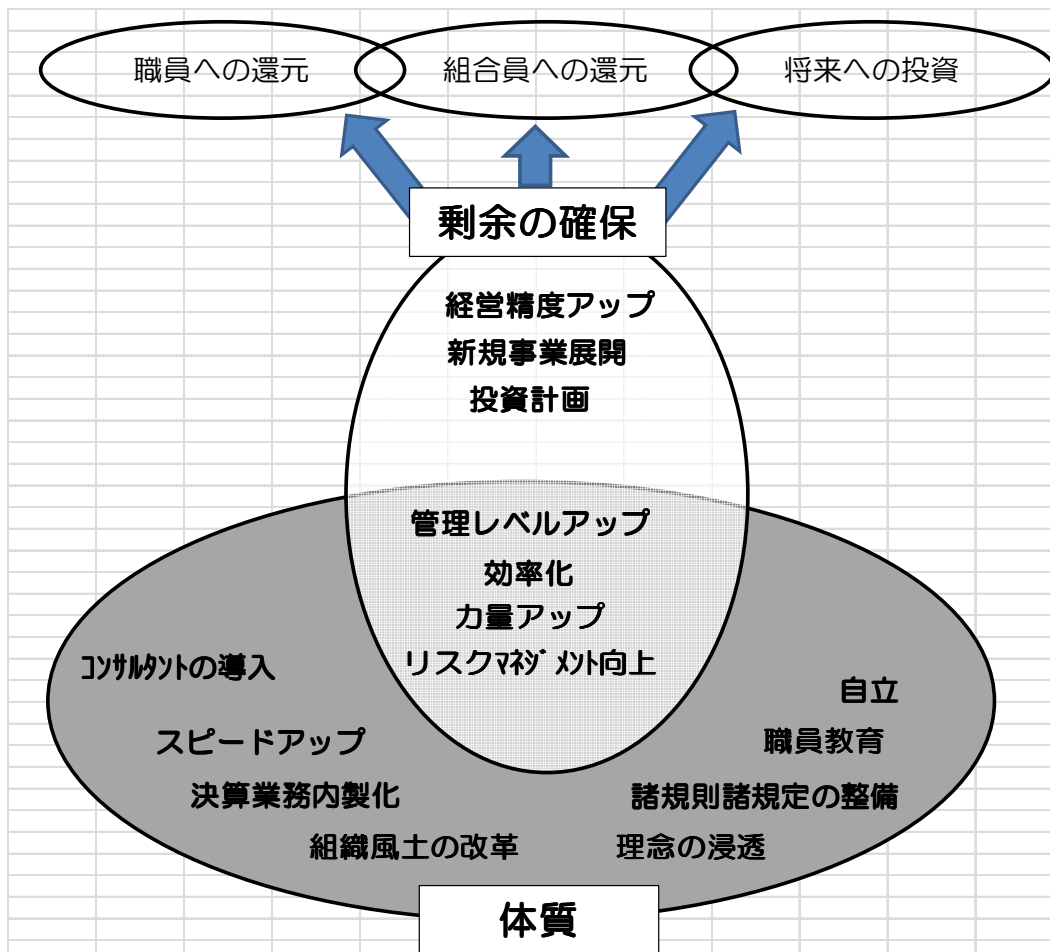 職員への還元
組合員への還元
将来への投資
剰余の確保
経営精度アップ
新規事業展開
投資計画
管理レベルアップ
効率化
力量アップ
リスクﾏﾈｼﾞﾒﾝﾄ向上
ｺﾝｻﾙﾀﾝﾄの導入
自立
スピードアップ
職員教育
決算業務内製化
諸規則諸規定の整備
組織風土の改革
理念の浸透
体質